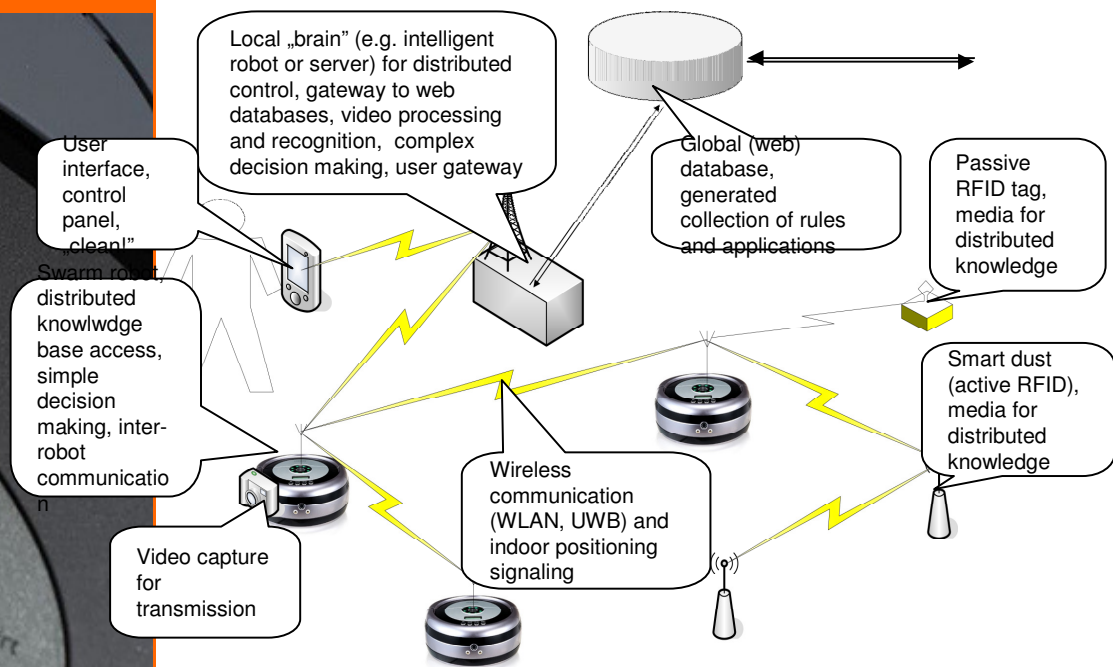 Local „brain” (e.g. intelligent
robot or server) for distributed
control, gateway to web
databases, video processing
and recognition,  complex
decision making, user gateway
User
interface,
control
panel,
„clean!”
Global (web)
database,
generated
collection of rules
and applications
Passive
RFID tag,
media for
distributed
knowledge
Swarm robot,
distributed
knowlwdge
base access,
simple
decision
making, inter-
robot
communicatio
n
Smart dust
(active RFID),
media for
distributed
knowledge
Wireless
communication
(WLAN, UWB) and
indoor positioning
signaling
Video capture
for
transmission